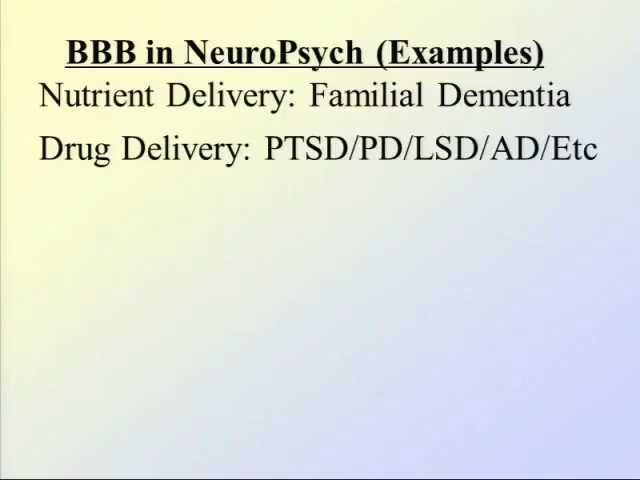 BBB in NeuroPsych (Examples)
Nutrient Delivery: Familial Dementia
Drug Delivery: PTSD/PD/LSD/AD/Etc